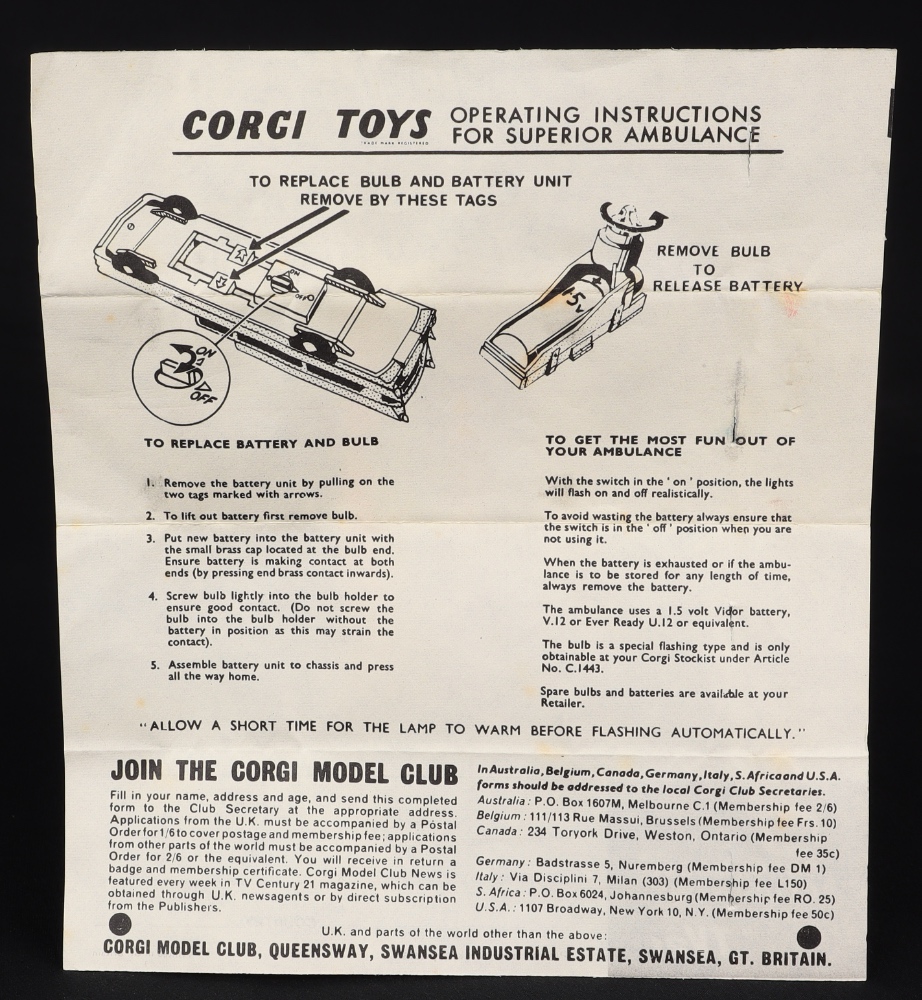 CORGI TOYS
TRADE MARK REGISTERED
OPERATING INSTRUCTIONS
FOR SUPERIOR AMBULANCE
TO REPLACE BULB AND BATTERY UNIT
REMOVE BY THESE TAGS
REMOVE BULB
TO
RELEASE BATTERY
ON
OFF
1.5v
ON
OFF
TO REPLACE BATTERY AND BULB
1. Remove the battery unit by pulling on the
two tags marked with arrows.
2. To lift out battery first remove bulb.
3. Put new battery into the battery unit with
the small brass cap located at the bulb end.
Ensure battery is making contact at both
ends (by pressing end brass contact inwards).
4. Screw bulb lightly into the bulb holder to
ensure good contact. (Do not screw the
bulb into the bulb holder without the
battery in position as this may strain the
contact).
5. Assemble battery unit to chassis and press
all the way home.
TO GET THE MOST FUN OUT OF
YOUR AMBULANCE
With the switch in the ' on ' position, the lights
will flash on and off realistically.
To avoid wasting the battery always ensure that
the switch is in the ' off ' position when you are
not using it.
When the battery is exhausted or if the ambu-
lance is to be stored for any length of time,
always remove the battery.
The ambulance uses a 1.5 volt Vidor battery,
V.12 or Ever Ready U.12 or equivalent.
The bulb is a special flashing type and is only
obtainable at your Corgi Stockist under Article
No. C.1443.
Spare bulbs and batteries are available at your
Retailer.
"ALLOW A SHORT TIME FOR THE LAMP TO WARM BEFORE FLASHING AUTOMATICALLY."
JOIN THE CORGI MODEL CLUB
Fill in your name, address and age, and send this completed
form to the Club Secretary at the appropriate address.
Applications from the U.K. must be accompanied by a Postal
Order for 1/6 to cover postage and membership fee; applications
from other parts of the world must be accompanied by a Postal
Order for 2/6 or the equivalent. You will receive in return a
badge and membership certificate. Corgi Model Club News is
featured every week in TV Century 21 magazine, which can be
obtained through U.K. newsagents or by direct subscription
from the Publishers.
In Australia, Belgium, Canada, Germany, Italy, S. Africa and U.S.A.
forms should be addressed to the local Corgi Club Secretaries.
Australia : P.O. Box 1607M, Melbourne C.1 (Membership fee 2/6)
Belgium : 111/113 Rue Massui, Brussels (Membership fee Frs. 10)
Canada : 234 Toryork Drive, Weston, Ontario (Membership
fee 35c)
Germany : Badstrasse 5, Nuremberg (Membership fee DM 1)
Italy : Via Disciplini 7, Milan (303) (Membership fee L150)
S. Africa : P.O. Box 6024, Johannesburg (Membership fee RO. 25)
U.S.A. : 1107 Broadway, New York 10, N.Y. (Membership fee 50c)
U.K. and parts of the world other than the above:
CORGI MODEL CLUB, QUEENSWAY, SWANSEA INDUSTRIAL ESTATE, SWANSEA, GT. BRITAIN.